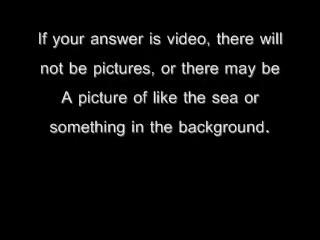 If your answer is video, there will
not be pictures, or there may be
A picture of like the sea or
something in the background.